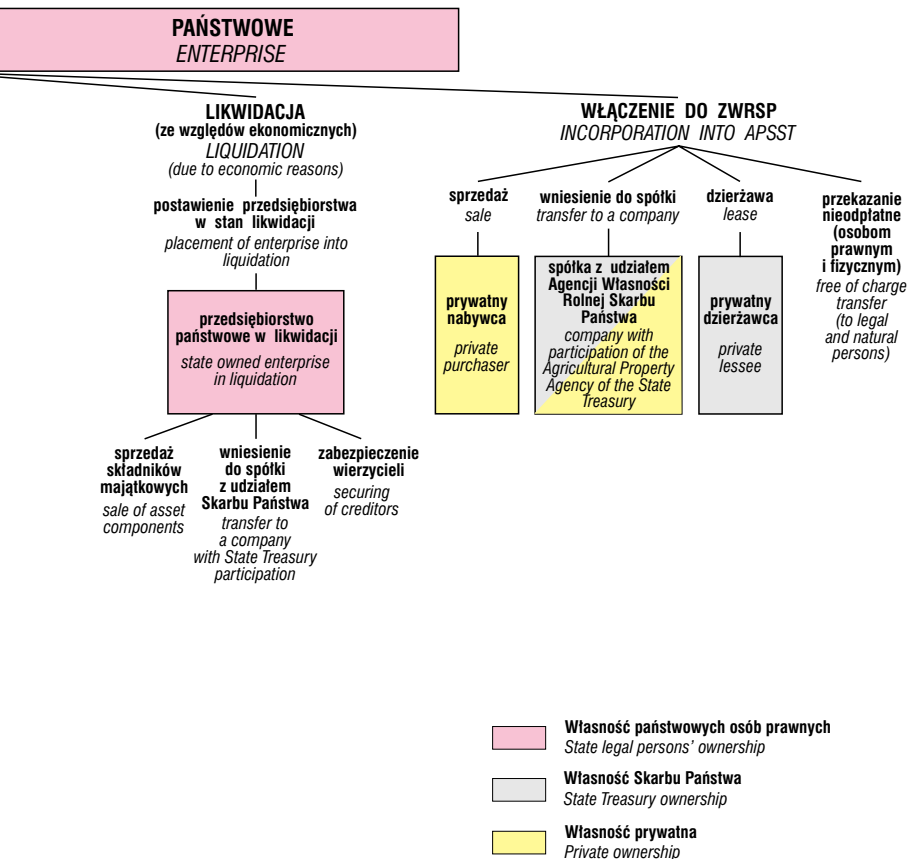 PAŃSTWOWE
ENTERPRISE
LIKWIDACJA
(ze względów ekonomicznych)
LIQUIDATION
(due to economic reasons)
postawienie przedsiębiorstwa
w stan likwidacji
placement of enterprise into
liquidation
przedsiębiorstwo
państwowe w likwidacji
state owned enterprise
in liquidation
sprzedaż
składników
majątkowych
sale of asset
components
wniesienie
do spółki
z udziałem
Skarbu Państwa
transfer to
a company
with State Treasury
participation
zabezpieczenie
wierzycieli
securing
of creditors
WŁĄCZENIE DO ZWRSP
INCORPORATION INTO APSST
sprzedaż
sale
prywatny
nabywca
private
purchaser
wniesienie do spółki
transfer to a company
spółka z udziałem
Agencji Własności
Rolnej Skarbu
Państwa
company with
participation of the
Agricultural Property
Agency of the State
Treasury
dzierżawa
lease
prywatny
dzierżawca
private
lessee
przekazanie
nieodpłatne
(osobom
prawnym
i fizycznym)
free of charge
transfer
(to legal
and natural
persons)
Własność państwowych osób prawnych
State legal persons' ownership
Własność Skarbu Państwa
State Treasury ownership
Własność prywatna
Private ownership